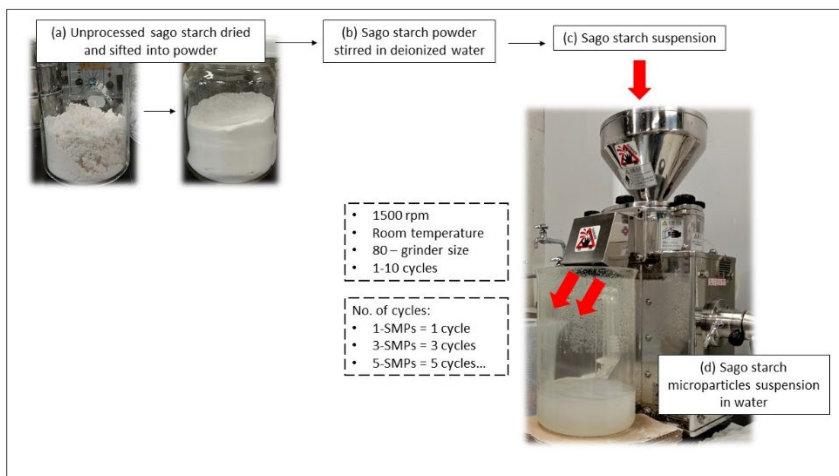 (a) Unprocessed sago starch dried
and sifted into powder
(b) Sago starch powder
stirred in deionized water
(c) Sago starch suspension
• 1500 rpm
• Room temperature
• 80 – grinder size
• 1-10 cycles
No. of cycles:
• 1-SMPs = 1 cycle
• 3-SMPs = 3 cycles
• 5-SMPs = 5 cycles...
(d) Sago starch
microparticles suspension
in water